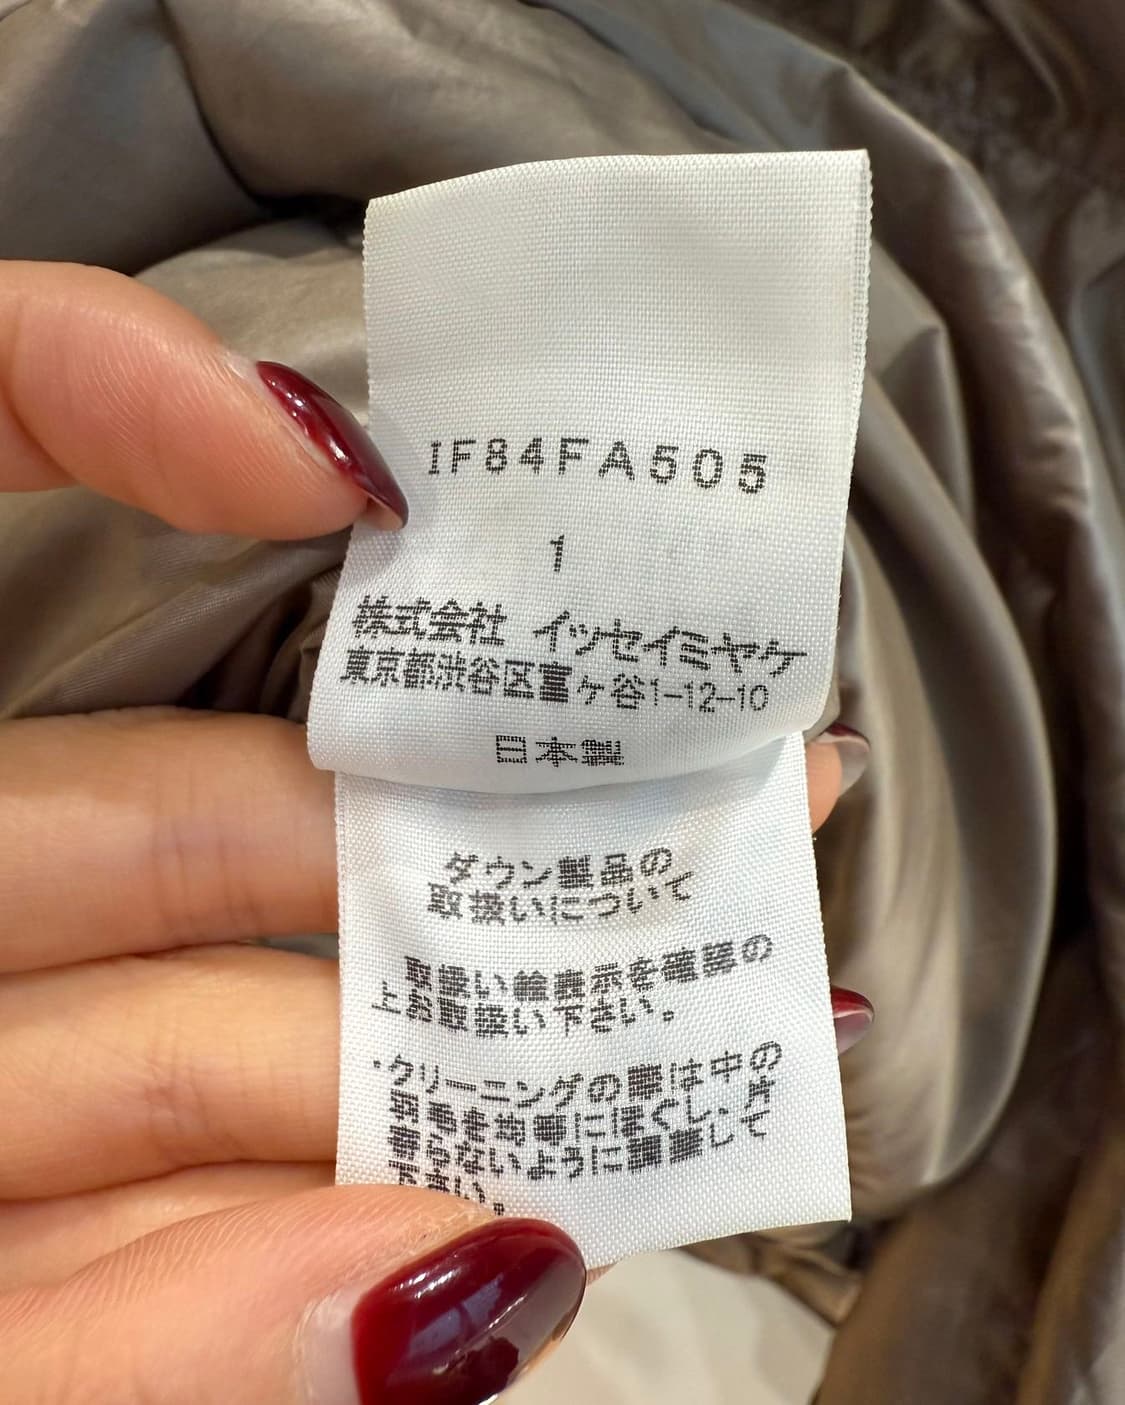 IF84FA505
1
株式会社 イッセイミヤケ
東京都渋谷区富ヶ谷1-12-10
日本製
ダウン製品の
取扱いについて
取扱い絵表示を確認の
上お取扱い下さい。
・クリーニングの際は中の
羽毛を均等にほぐし、片
寄らないように調整して
下さい。